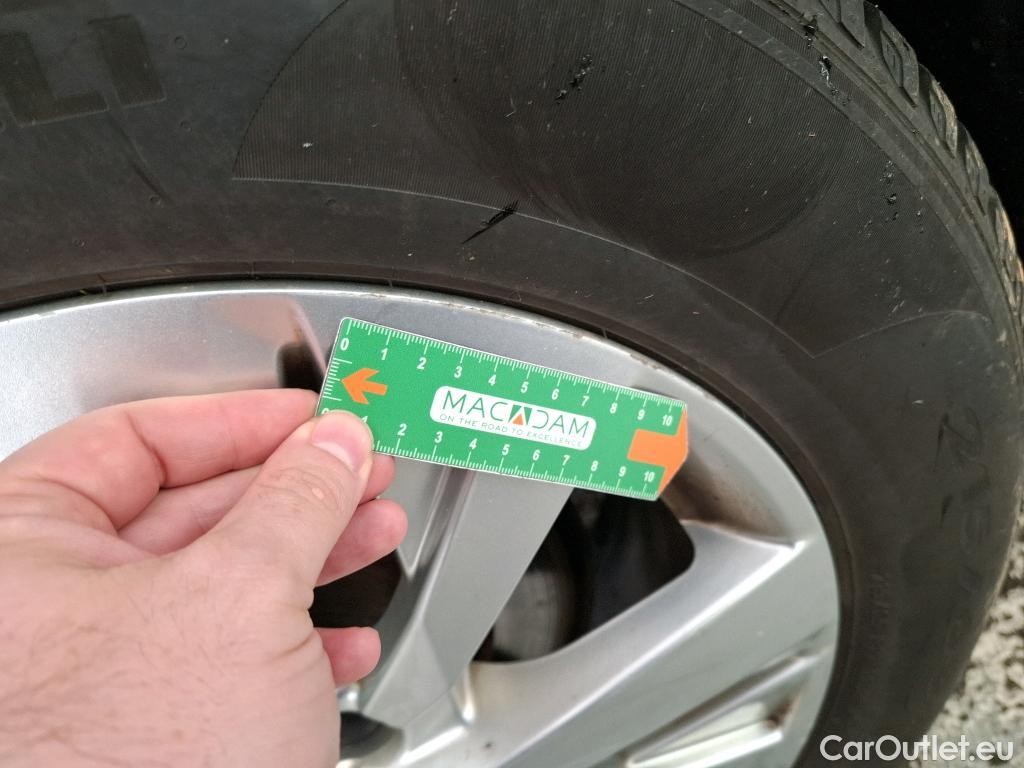 0 1 2 3 4 5 6 7 8 9 10
MACADAM
ON THE ROAD TO EXCELLENCE
0 1 2 3 4 5 6 7 8 9 10
CarOutlet.eu